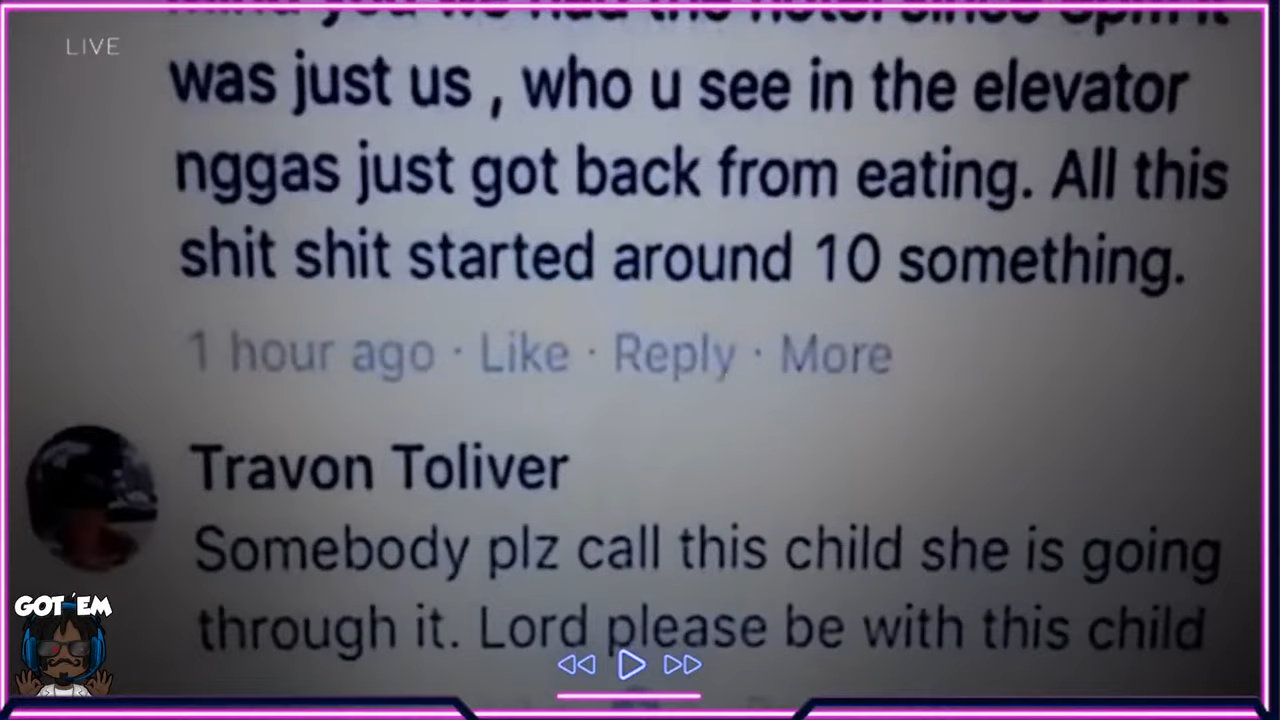 LIVE
was just us , who u see in the elevator
nggas just got back from eating. All this
shit shit started around 10 something.
1 hour ago · Like · Reply · More
Travon Toliver
Somebody plz call this child she is going
through it. Lord please be with this child
GOT 'EM